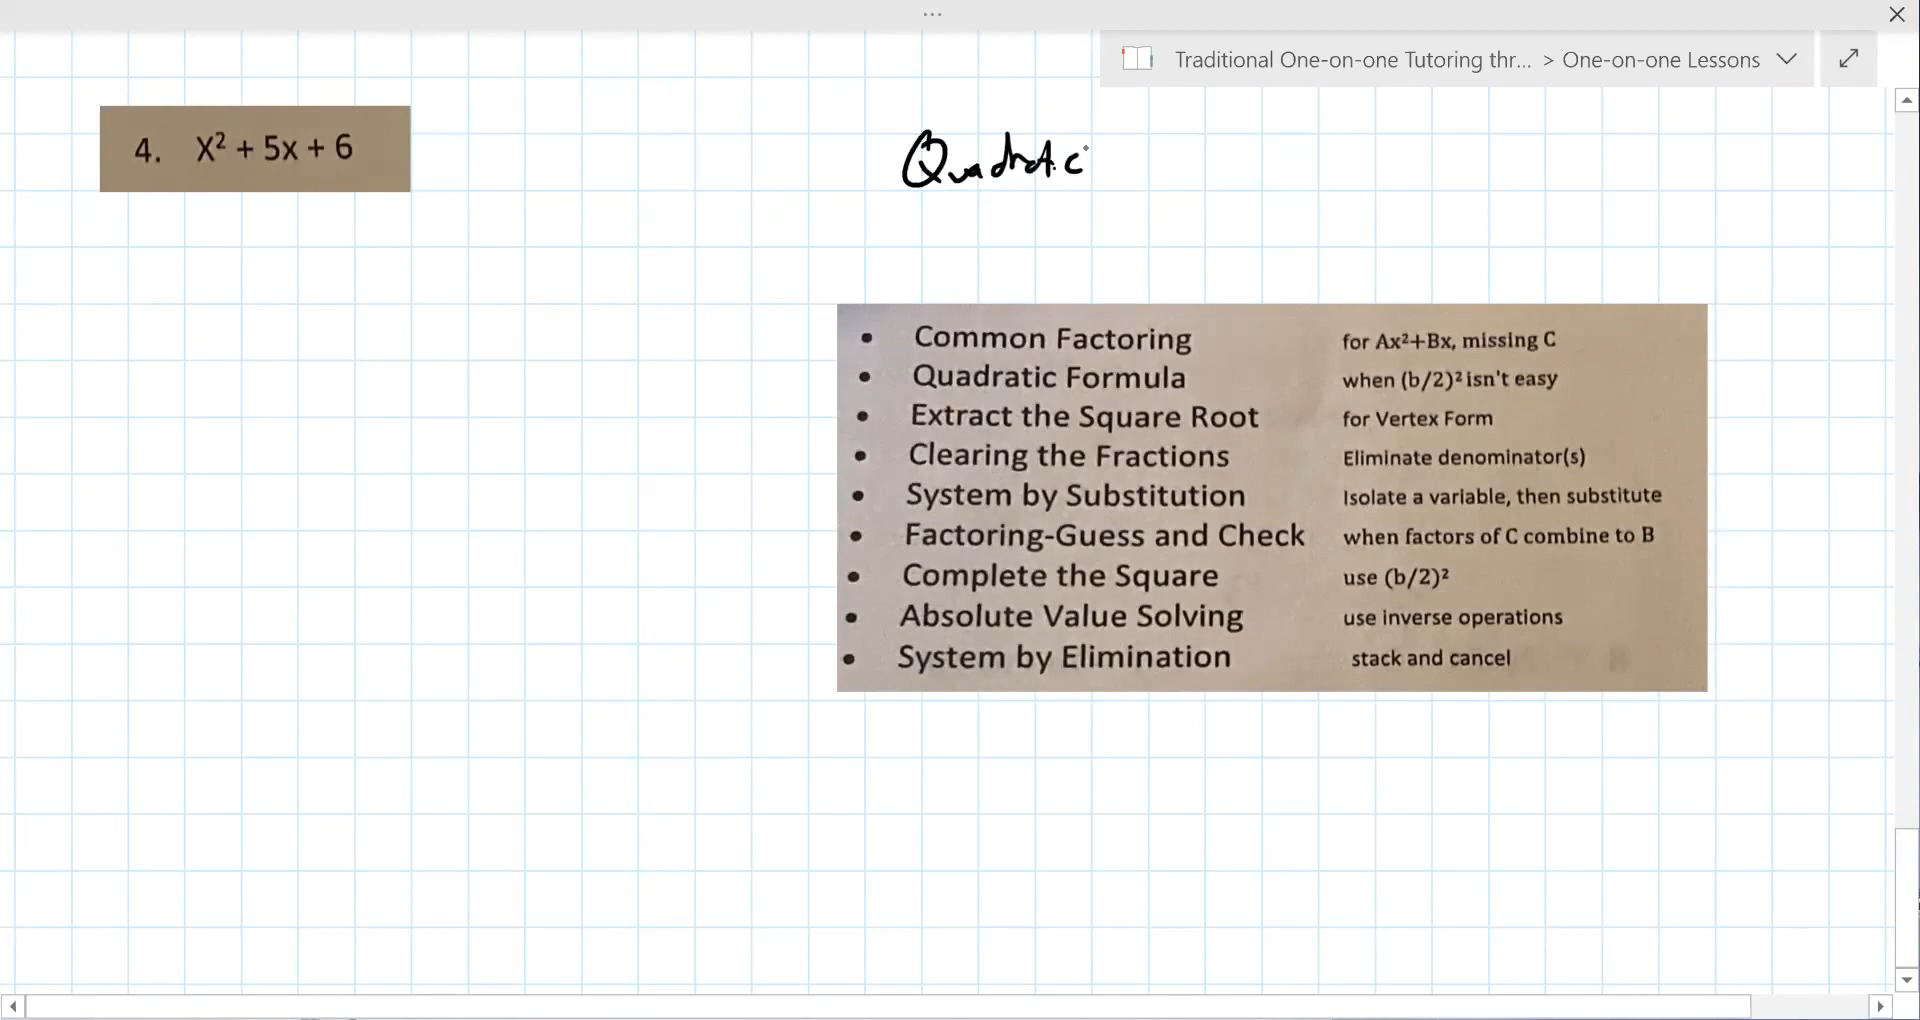 ...
Traditional One-on-one Tutoring thr... > One-on-one Lessons
4. X² + 5x + 6
Quadratic
• Common Factoring for Ax²+Bx, missing C
• Quadratic Formula when (b/2)² isn't easy
• Extract the Square Root for Vertex Form
• Clearing the Fractions Eliminate denominator(s)
• System by Substitution Isolate a variable, then substitute
• Factoring-Guess and Check when factors of C combine to B
• Complete the Square use (b/2)²
• Absolute Value Solving use inverse operations
• System by Elimination stack and cancel